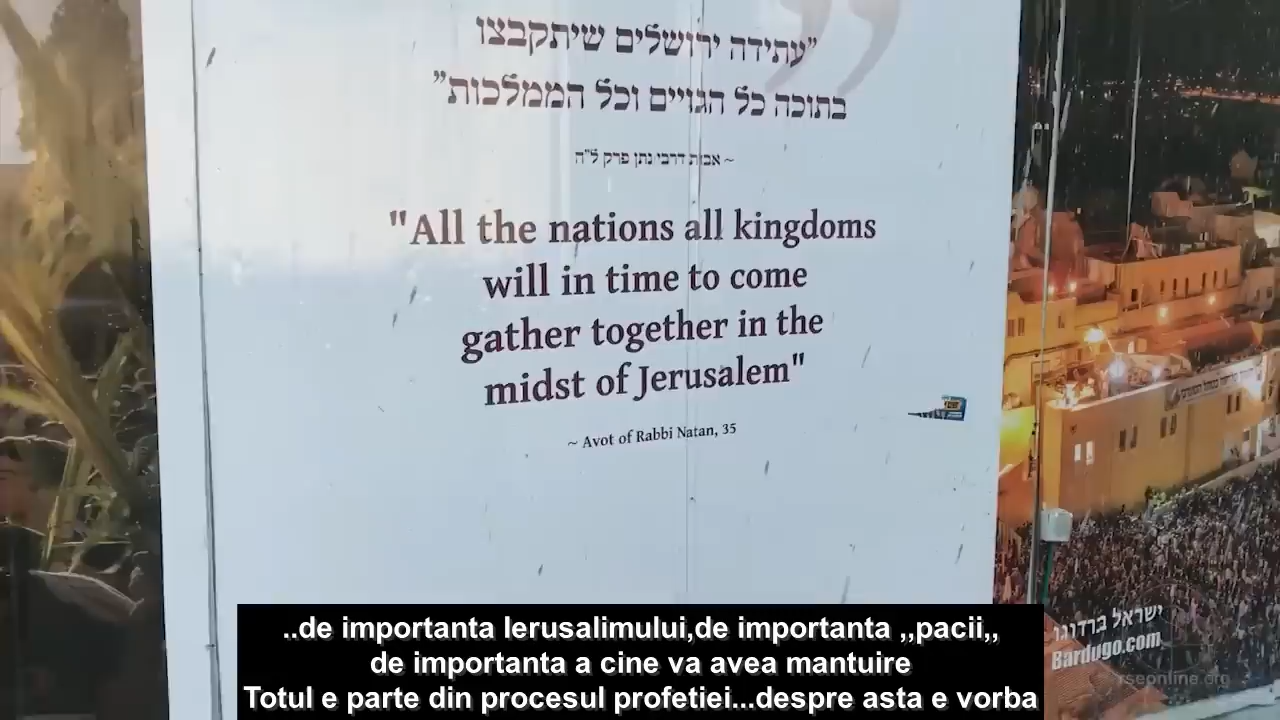 "עתידה ירושלים שיתקבצו
בתוכה כל הגויים וכל הממלכות"
~ אבות דרבי נתן פרק ל"ה
"All the nations all kingdoms
will in time to come
gather together in the
midst of Jerusalem"
~ Avot of Rabbi Natan, 35
ישראל ברדוגו
Bardugo.com
rseonline.org
..de importanta Ierusalimului,de importanta ,,pacii,,
de importanta a cine va avea mantuire
Totul e parte din procesul profetiei...despre asta e vorba